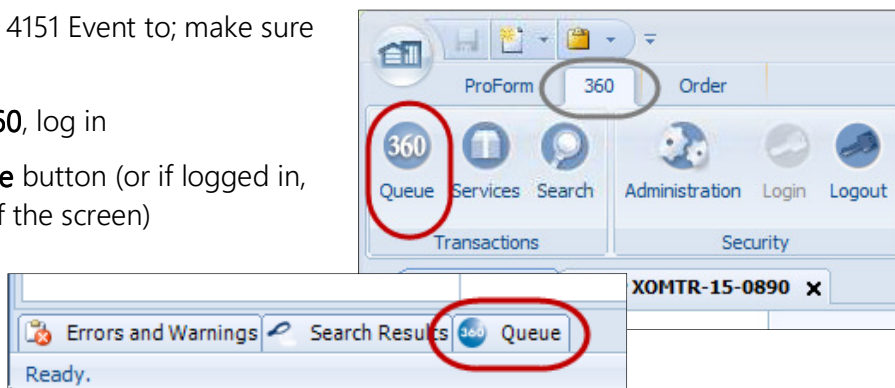 4151 Event to; make sure
60, log in
e button (or if logged in,
f the screen)
ProForm 360 Order
360
Queue Services Search Administration Login Logout
Transactions Security
XOMTR-15-0890 x
Errors and Warnings Search Results 360 Queue
Ready.